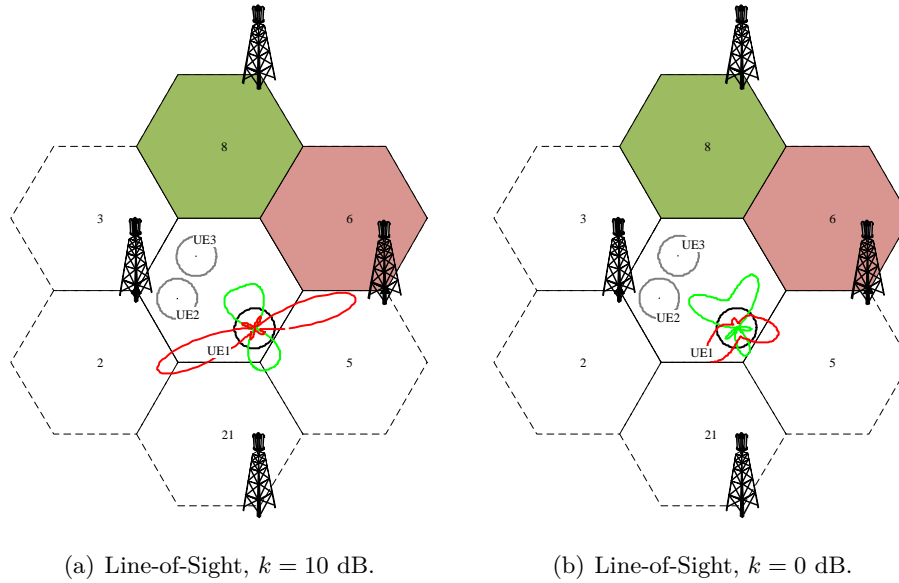 8
6
3
UE3
UE2
UE1
2
5
21
8
6
3
UE3
UE2
UE1
2
5
21
(a) Line-of-Sight, k = 10 dB.
(b) Line-of-Sight, k = 0 dB.